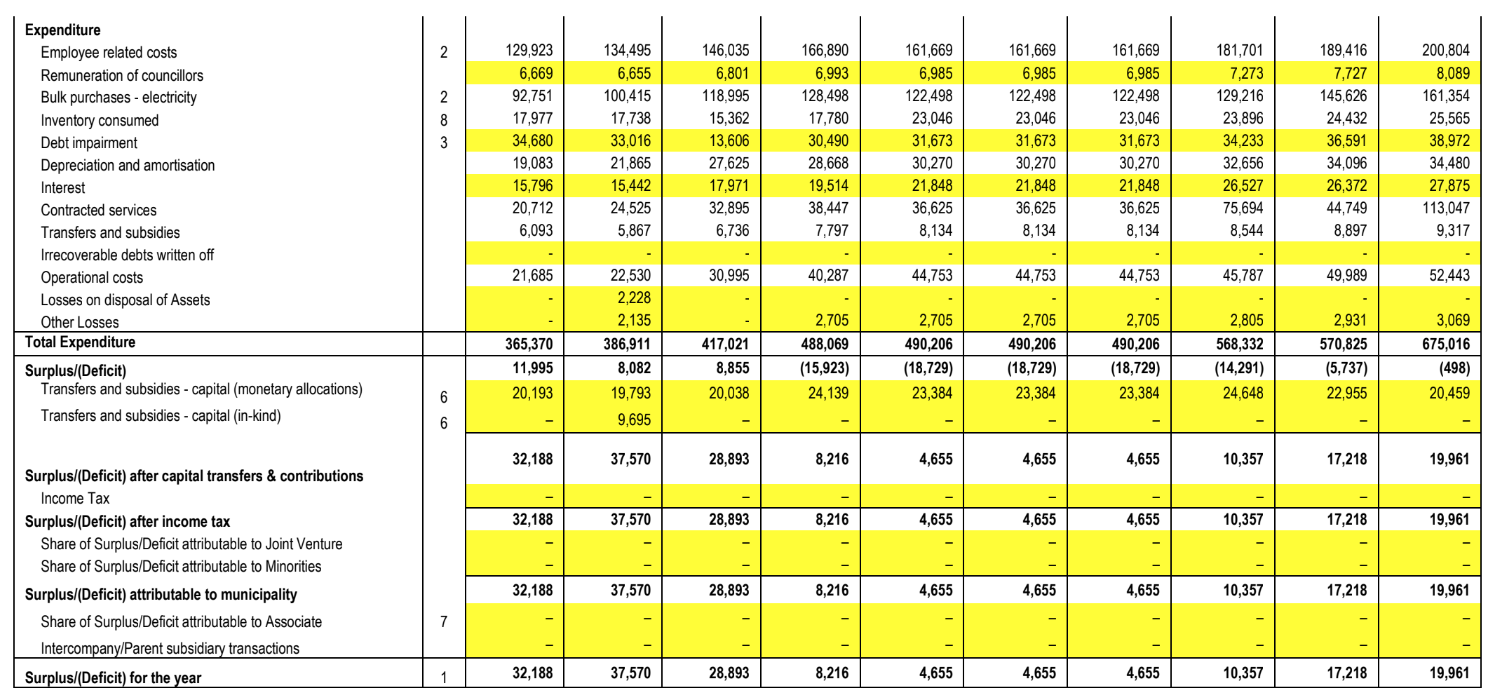 Expenditure
Employee related costs 2 129,923 134,495 146,035 166,890 161,669 161,669 161,669 181,701 189,416 200,804
Remuneration of councillors 6,669 6,655 6,801 6,993 6,985 6,985 6,985 7,273 7,727 8,089
Bulk purchases - electricity 2 92,751 100,415 118,995 128,498 122,498 122,498 122,498 129,216 145,626 161,354
Inventory consumed 8 17,977 17,738 15,362 17,780 23,046 23,046 23,046 23,896 24,432 25,565
Debt impairment 3 34,680 33,016 13,606 30,490 31,673 31,673 31,673 34,233 36,591 38,972
Depreciation and amortisation 19,083 21,865 27,625 28,668 30,270 30,270 30,270 32,656 34,096 34,480
Interest 15,796 15,442 17,971 19,514 21,848 21,848 21,848 26,527 26,372 27,875
Contracted services 20,712 24,525 32,895 38,447 36,625 36,625 36,625 75,694 44,749 113,047
Transfers and subsidies 6,093 5,867 6,736 7,797 8,134 8,134 8,134 8,544 8,897 9,317
Irrecoverable debts written off - - - - - - - - - -
Operational costs 21,685 22,530 30,995 40,287 44,753 44,753 44,753 45,787 49,989 52,443
Losses on disposal of Assets - 2,228 - - - - - - - -
Other Losses - 2,135 - 2,705 2,705 2,705 2,705 2,805 2,931 3,069
Total Expenditure 365,370 386,911 417,021 488,069 490,206 490,206 490,206 568,332 570,825 675,016
Surplus/(Deficit) 11,995 8,082 8,855 (15,923) (18,729) (18,729) (18,729) (14,291) (5,737) (498)
Transfers and subsidies - capital (monetary allocations) 6 20,193 19,793 20,038 24,139 23,384 23,384 23,384 24,648 22,955 20,459
Transfers and subsidies - capital (in-kind) 6 – 9,695 – – – – – – – –
Surplus/(Deficit) after capital transfers & contributions 32,188 37,570 28,893 8,216 4,655 4,655 4,655 10,357 17,218 19,961
Income Tax – – – – – – – – – –
Surplus/(Deficit) after income tax 32,188 37,570 28,893 8,216 4,655 4,655 4,655 10,357 17,218 19,961
Share of Surplus/Deficit attributable to Joint Venture – – – – – – – – – –
Share of Surplus/Deficit attributable to Minorities – – – – – – – – – –
Surplus/(Deficit) attributable to municipality 32,188 37,570 28,893 8,216 4,655 4,655 4,655 10,357 17,218 19,961
Share of Surplus/Deficit attributable to Associate 7 – – – – – – – – – –
Intercompany/Parent subsidiary transactions – – – – – – – – – –
Surplus/(Deficit) for the year 1 32,188 37,570 28,893 8,216 4,655 4,655 4,655 10,357 17,218 19,961